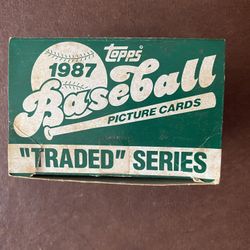 Topps
1987
Baseball
PICTURE CARDS
"TRADED" SERIES